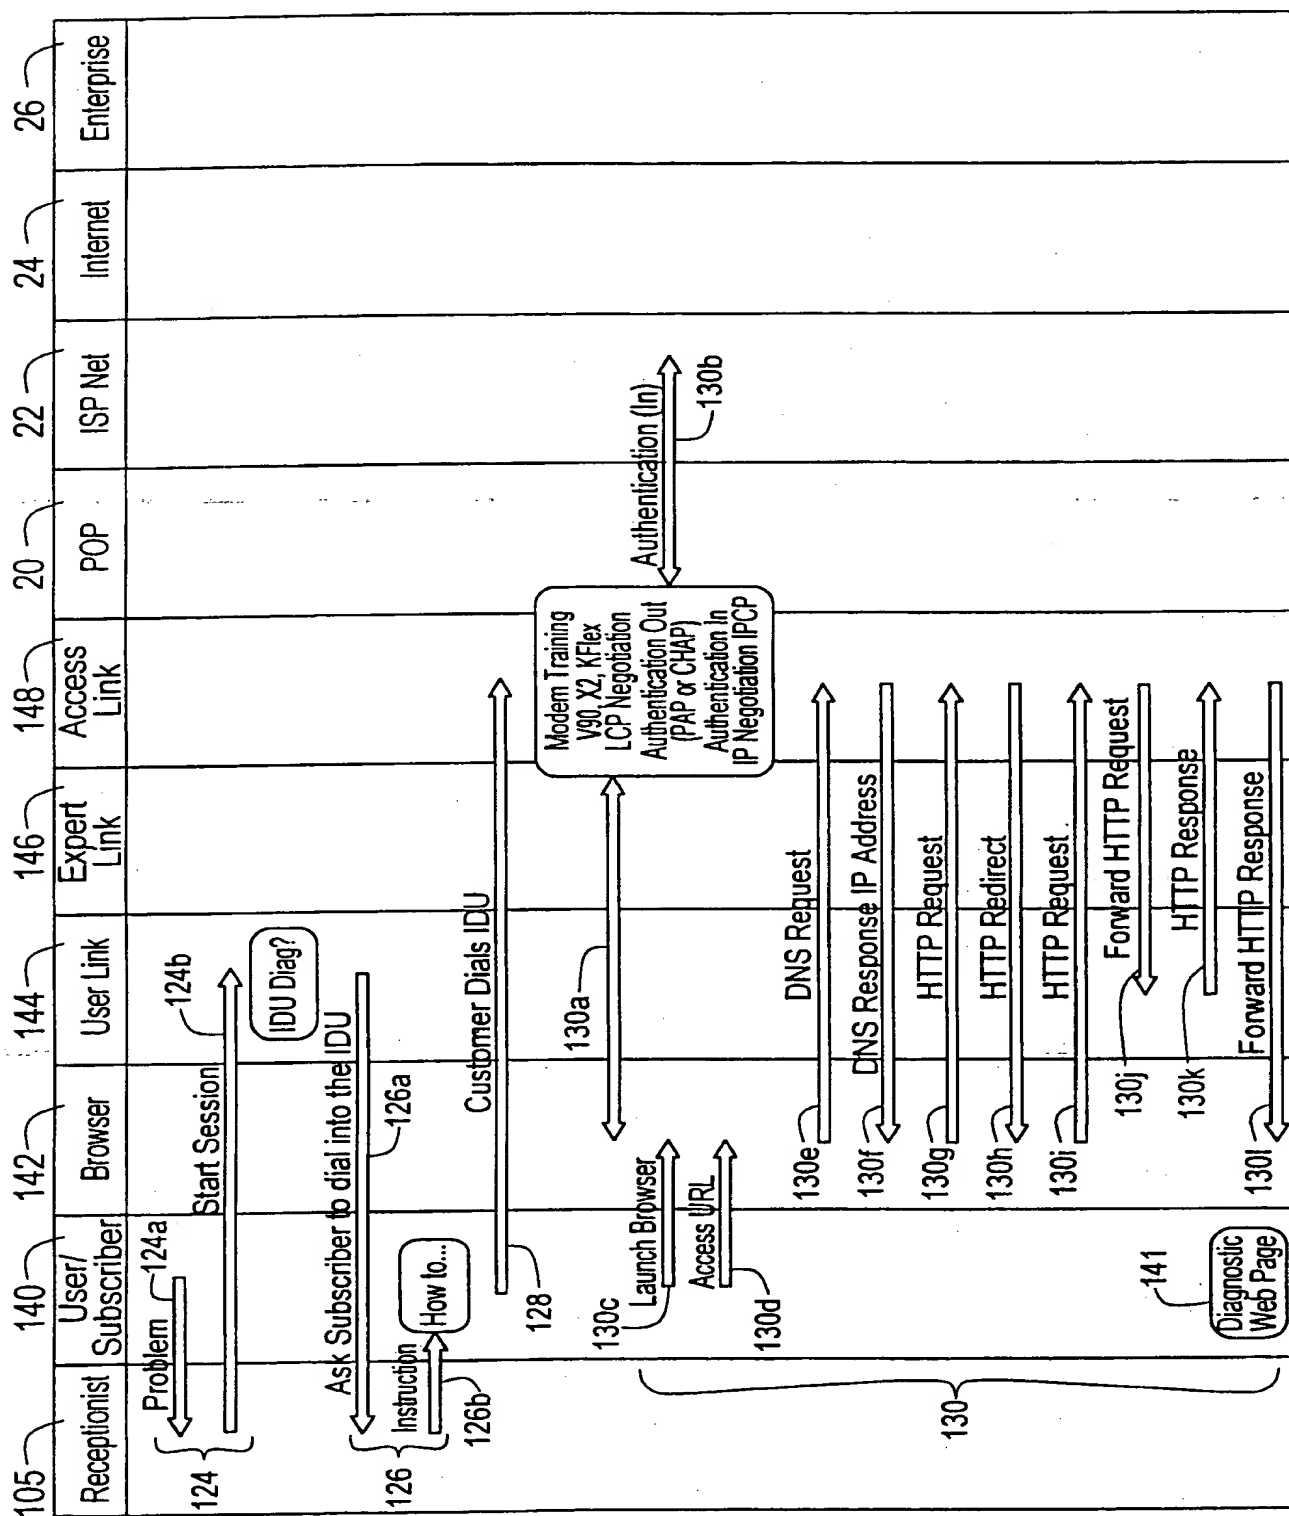 105
140
142
144
146
148
20
22
24
26
Receptionist
User/
Subscriber
Browser
User Link
Expert
Link
Access
Link
POP
ISP Net
Internet
Enterprise
124
Problem
124a
Start Session
124b
IDU Diag?
126
Ask Subscriber to dial into the IDU
126a
Instruction
126b
How to...
Customer Dials IDU
128
130a
Modem Training
V90, X2, KFlex
LCP Negotiation
Authentication Out
(PAP or CHAP)
Authentication In
IP Negotiation IPCP
Authentication (In)
130b
Launch Browser
130c
Access URL
130d
130
DNS Request
130e
DNS Response IP Address
130f
HTTP Request
130g
HTTP Redirect
130h
HTTP Request
130i
Forward HTTP Request
130j
HTTP Response
130k
Forward HTTP Response
130l
141
Diagnostic
Web Page